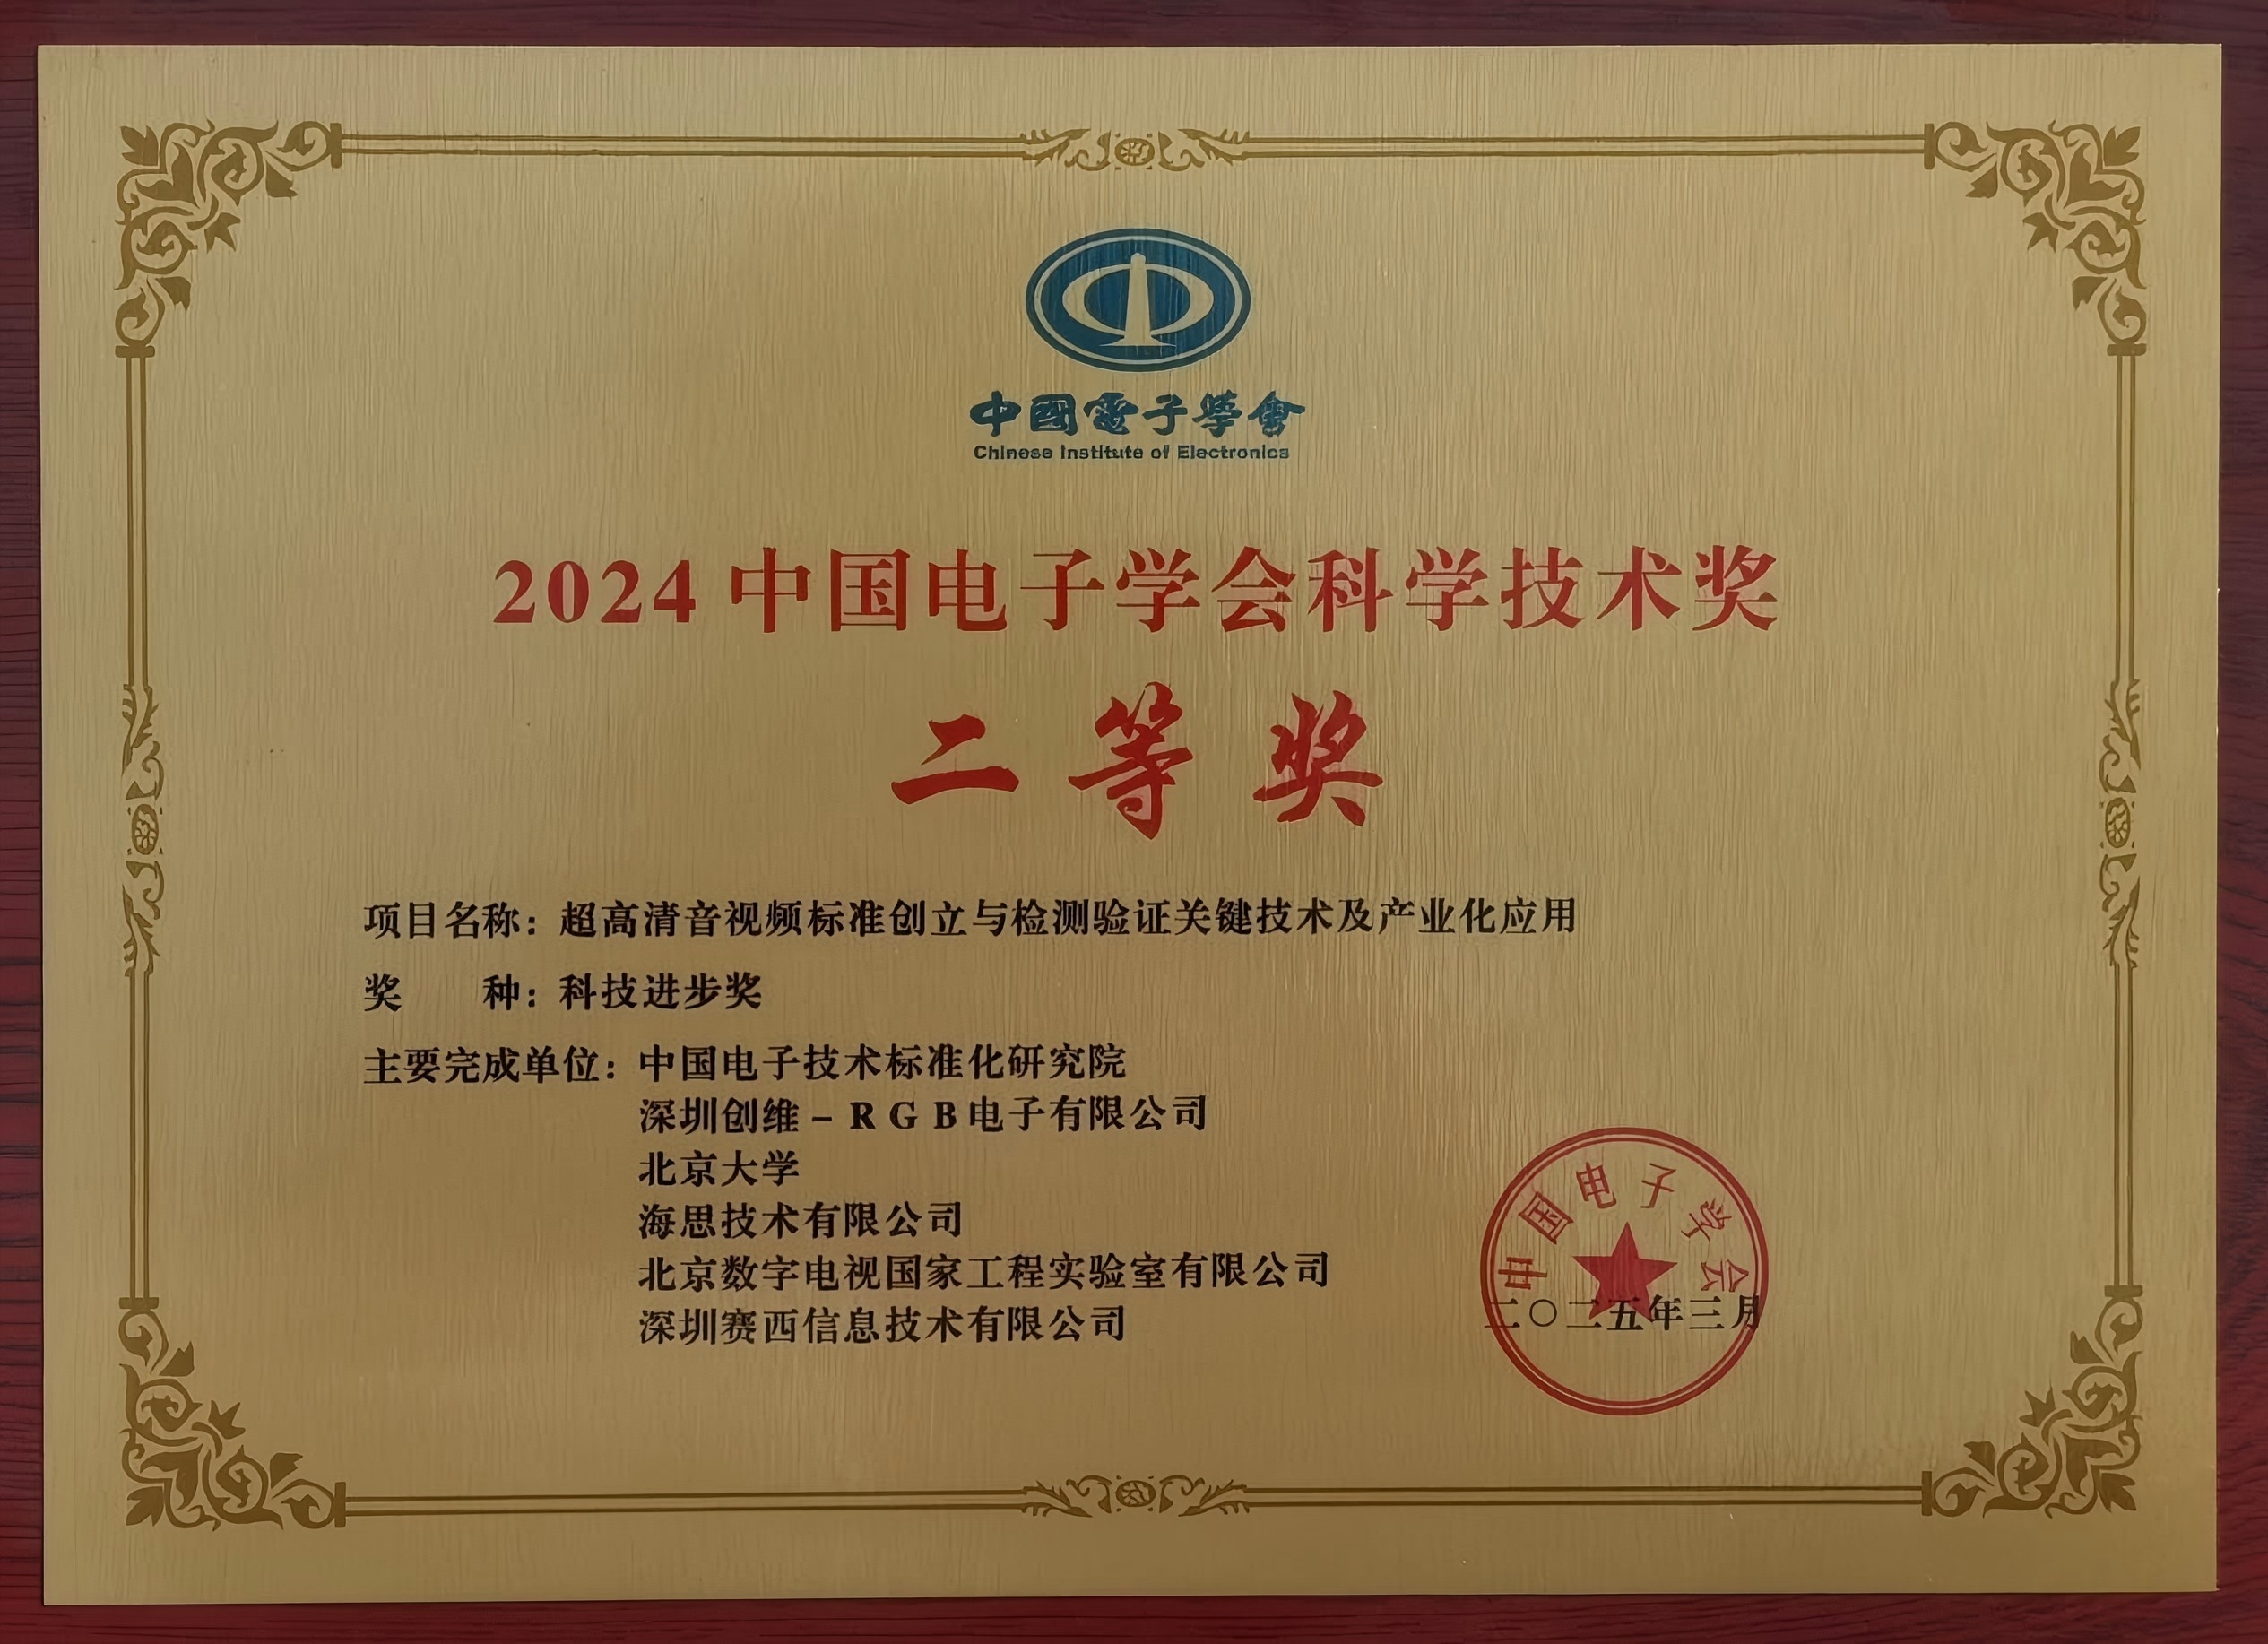 中國電子學會
Chinese Institute of Electronics
2024中国电子学会科学技术奖
二等奖
项目名称：超高清音视频标准创立与检测验证关键技术及产业化应用
奖　　种：科技进步奖
主要完成单位：中国电子技术标准化研究院
深圳创维－RGB电子有限公司
北京大学
海思技术有限公司
北京数字电视国家工程实验室有限公司
深圳赛西信息技术有限公司
中国电子学会
二〇二五年三月